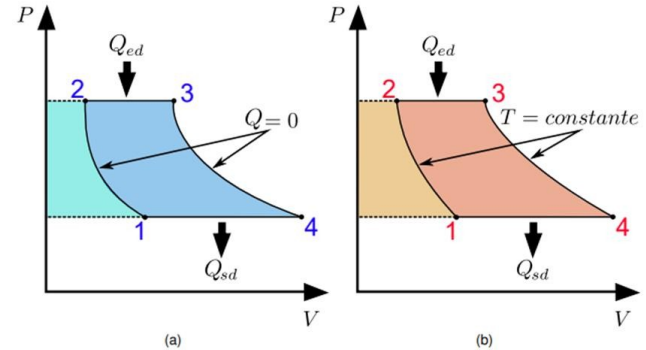 P
Q_ed
2
3
Q = 0
1
4
Q_sd
V
(a)
P
Q_ed
2
3
T = constante
1
4
Q_sd
V
(b)